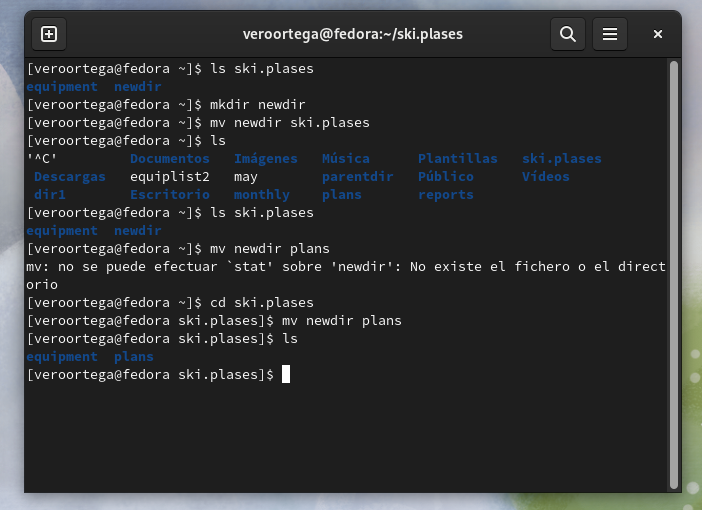 veroortega@fedora:~/ski.plases
[veroortega@fedora ~]$ ls ski.plases
equipment  newdir
[veroortega@fedora ~]$ mkdir newdir
[veroortega@fedora ~]$ mv newdir ski.plases
[veroortega@fedora ~]$ ls
'^C'         Documentos   Imágenes   Música      Plantillas   ski.plases
 Descargas   equiplist2   may        parentdir   Público      Vídeos
 dir1        Escritorio   monthly    plans       reports
[veroortega@fedora ~]$ ls ski.plases
equipment  newdir
[veroortega@fedora ~]$ mv newdir plans
mv: no se puede efectuar `stat' sobre 'newdir': No existe el fichero o el direct
orio
[veroortega@fedora ~]$ cd ski.plases
[veroortega@fedora ski.plases]$ mv newdir plans
[veroortega@fedora ski.plases]$ ls
equipment  plans
[veroortega@fedora ski.plases]$